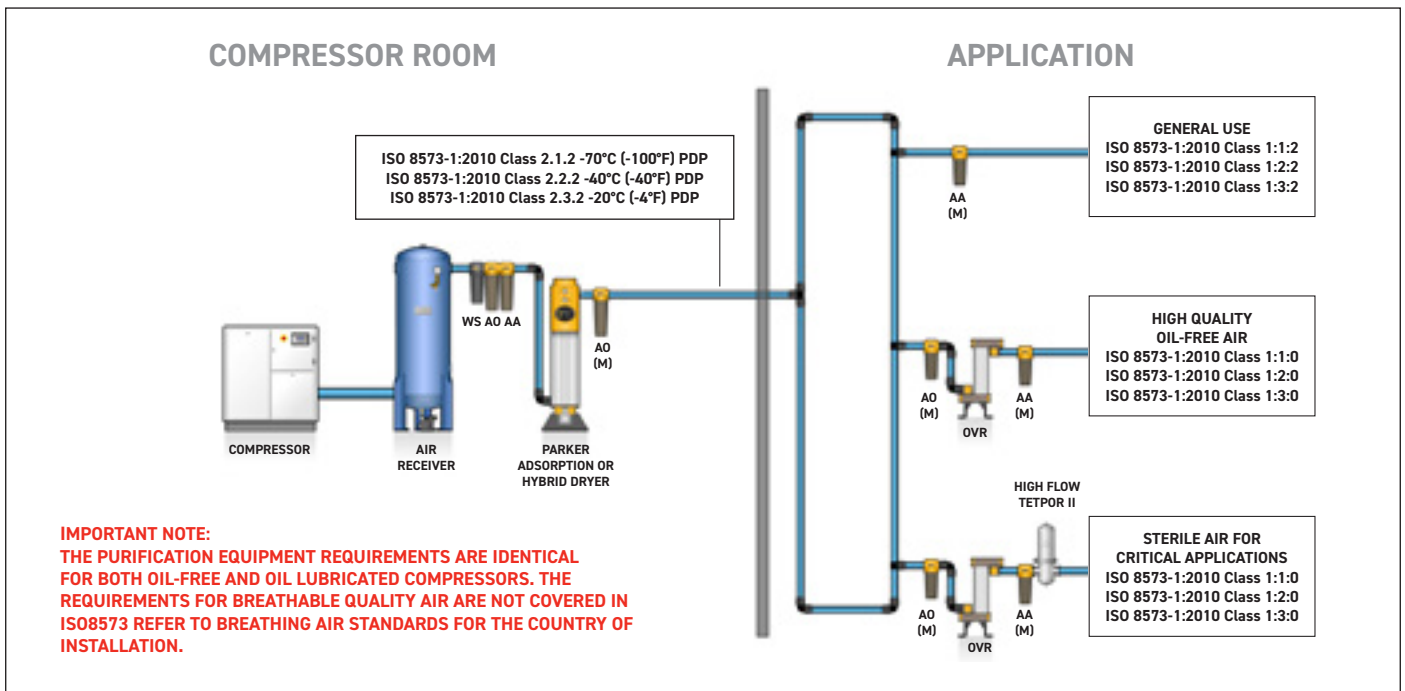 COMPRESSOR ROOM
APPLICATION
ISO 8573-1:2010 Class 2.1.2 -70°C (-100°F) PDP
ISO 8573-1:2010 Class 2.2.2 -40°C (-40°F) PDP
ISO 8573-1:2010 Class 2.3.2 -20°C (-4°F) PDP
GENERAL USE
ISO 8573-1:2010 Class 1:1:2
ISO 8573-1:2010 Class 1:2:2
ISO 8573-1:2010 Class 1:3:2
AA
(M)
WS AO AA
AO
(M)
COMPRESSOR
AIR
RECEIVER
PARKER
ADSORPTION OR
HYBRID DRYER
HIGH QUALITY
OIL-FREE AIR
ISO 8573-1:2010 Class 1:1:0
ISO 8573-1:2010 Class 1:2:0
ISO 8573-1:2010 Class 1:3:0
AO
(M)
OVR
AA
(M)
HIGH FLOW
TETPOR II
STERILE AIR FOR
CRITICAL APPLICATIONS
ISO 8573-1:2010 Class 1:1:0
ISO 8573-1:2010 Class 1:2:0
ISO 8573-1:2010 Class 1:3:0
AO
(M)
OVR
AA
(M)
IMPORTANT NOTE:
THE PURIFICATION EQUIPMENT REQUIREMENTS ARE IDENTICAL
FOR BOTH OIL-FREE AND OIL LUBRICATED COMPRESSORS. THE
REQUIREMENTS FOR BREATHABLE QUALITY AIR ARE NOT COVERED IN
ISO8573 REFER TO BREATHING AIR STANDARDS FOR THE COUNTRY OF
INSTALLATION.